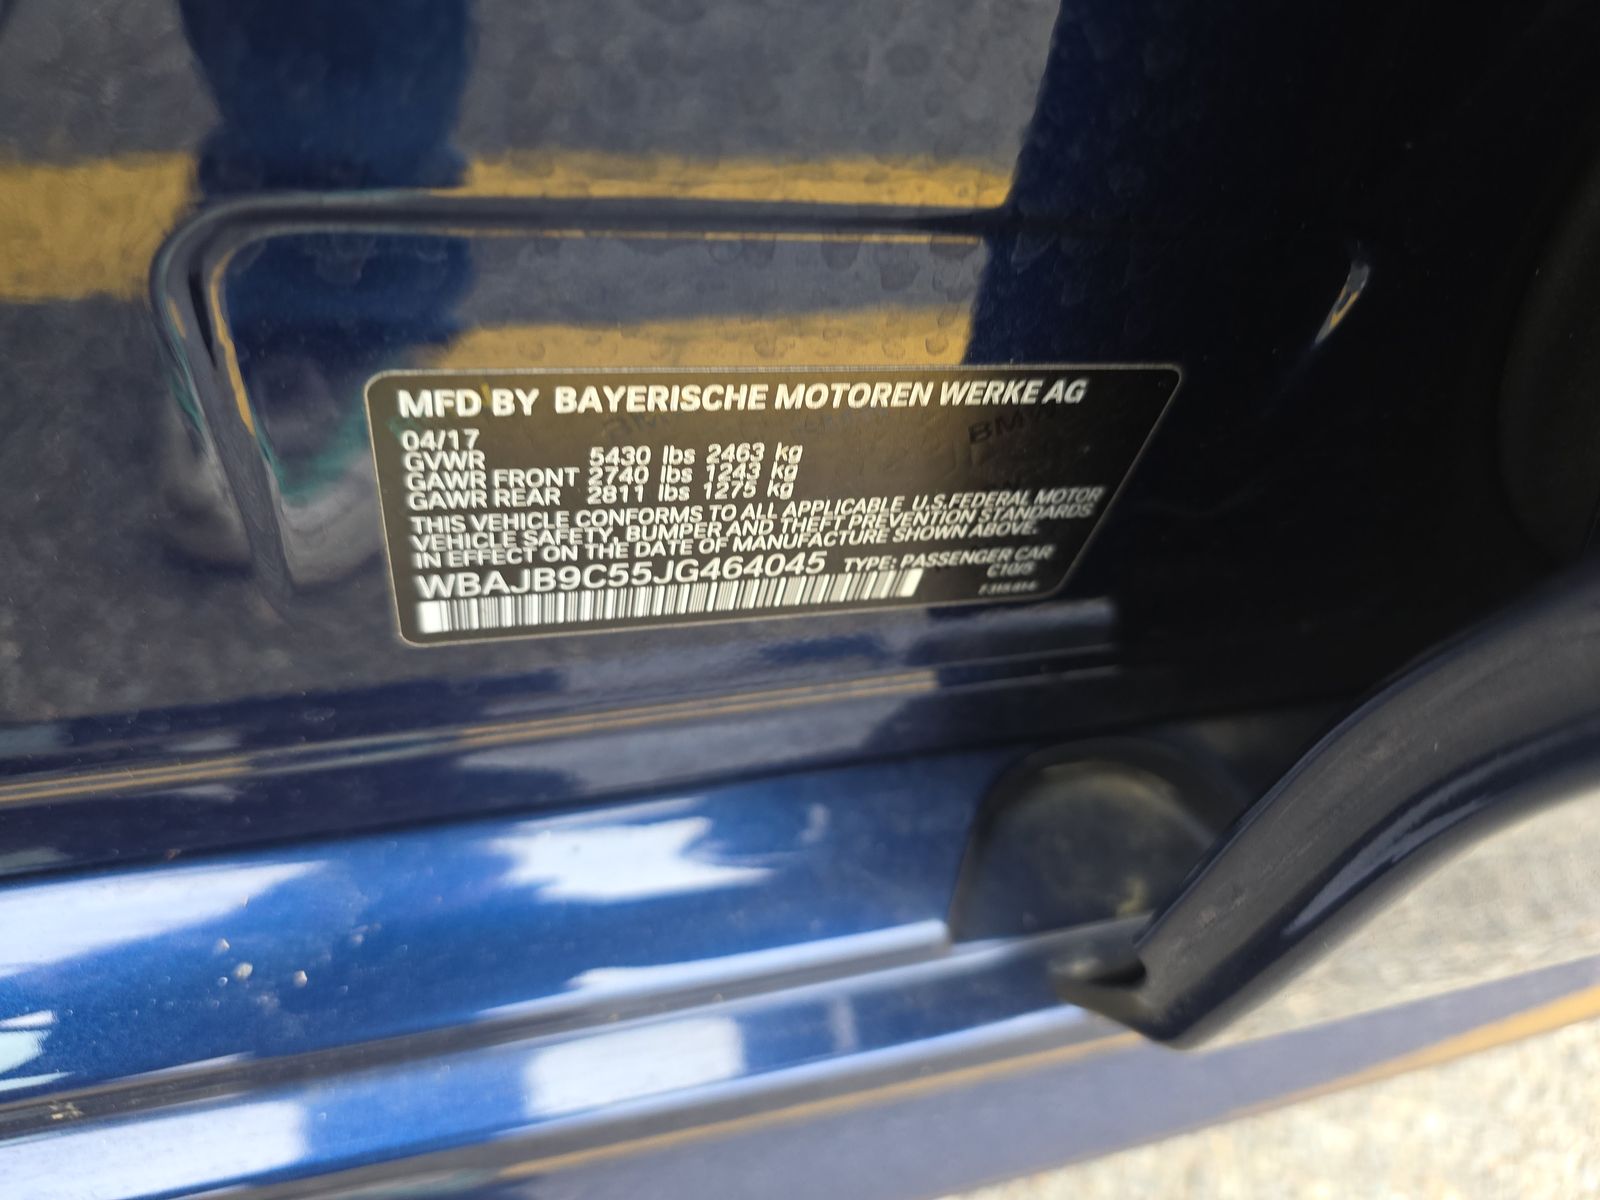 MFD BY BAYERISCHE MOTOREN WERKE AG
04/17
GVWR 5430 lbs 2463 kg
GAWR FRONT 2740 lbs 1243 kg
GAWR REAR 2811 lbs 1275 kg
THIS VEHICLE CONFORMS TO ALL APPLICABLE U.S.FEDERAL MOTOR
VEHICLE SAFETY, BUMPER AND THEFT PREVENTION STANDARDS
IN EFFECT ON THE DATE OF MANUFACTURE SHOWN ABOVE.
WBAJB9C55JG464045 TYPE: PASSENGER CAR